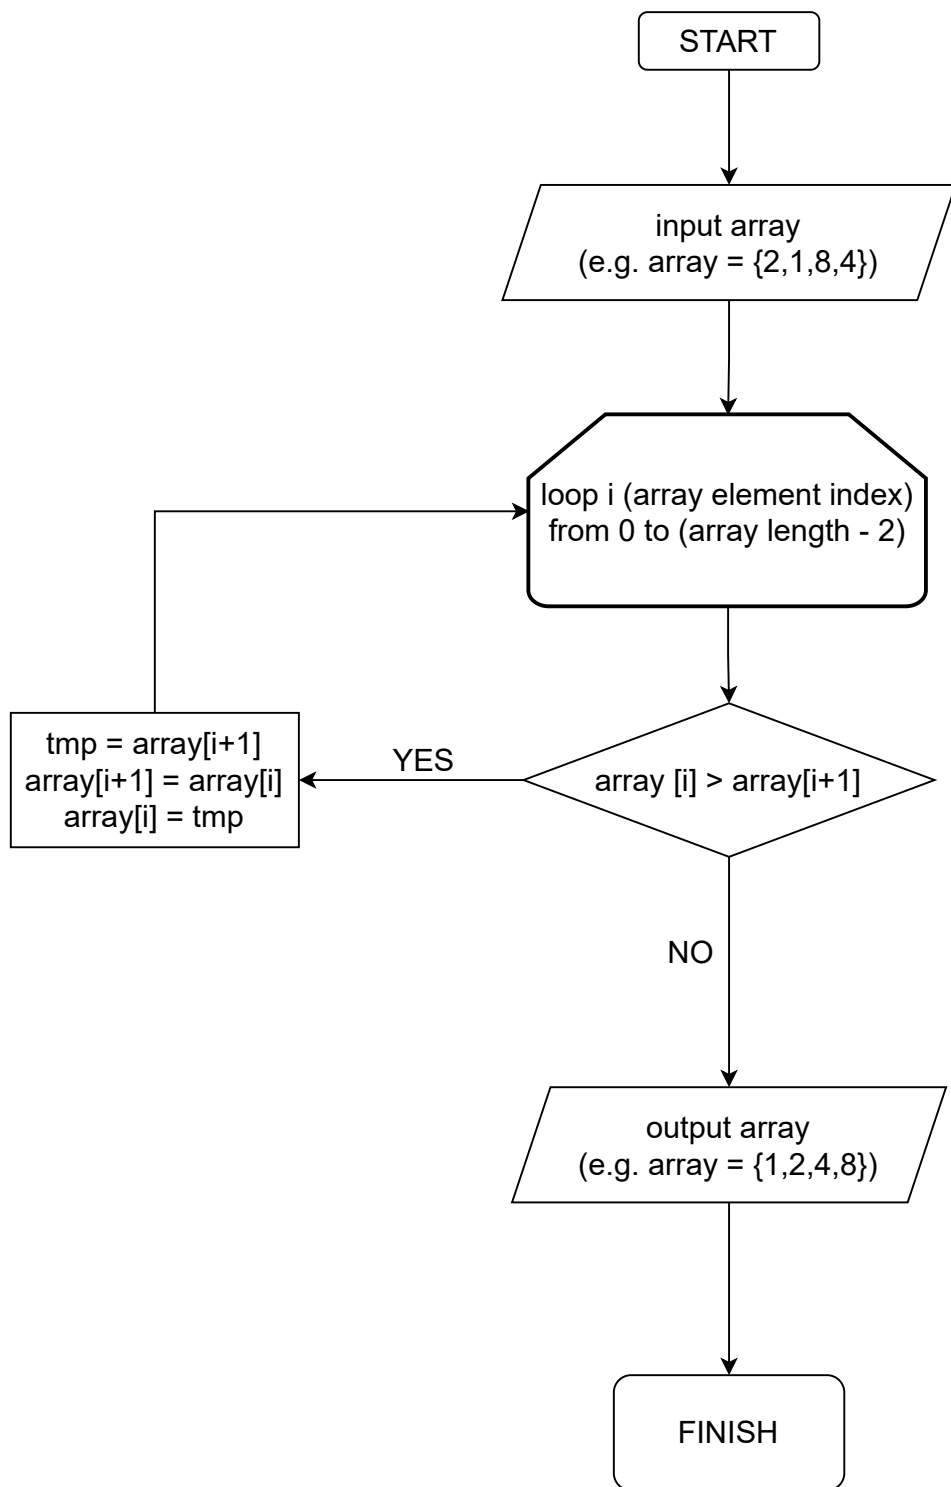 START
input array
(e.g. array = {2,1,8,4})
loop i (array element index)
from 0 to (array length - 2)
tmp = array[i+1]
array[i+1] = array[i]
array[i] = tmp
YES
array [i] > array[i+1]
NO
output array
(e.g. array = {1,2,4,8})
FINISH